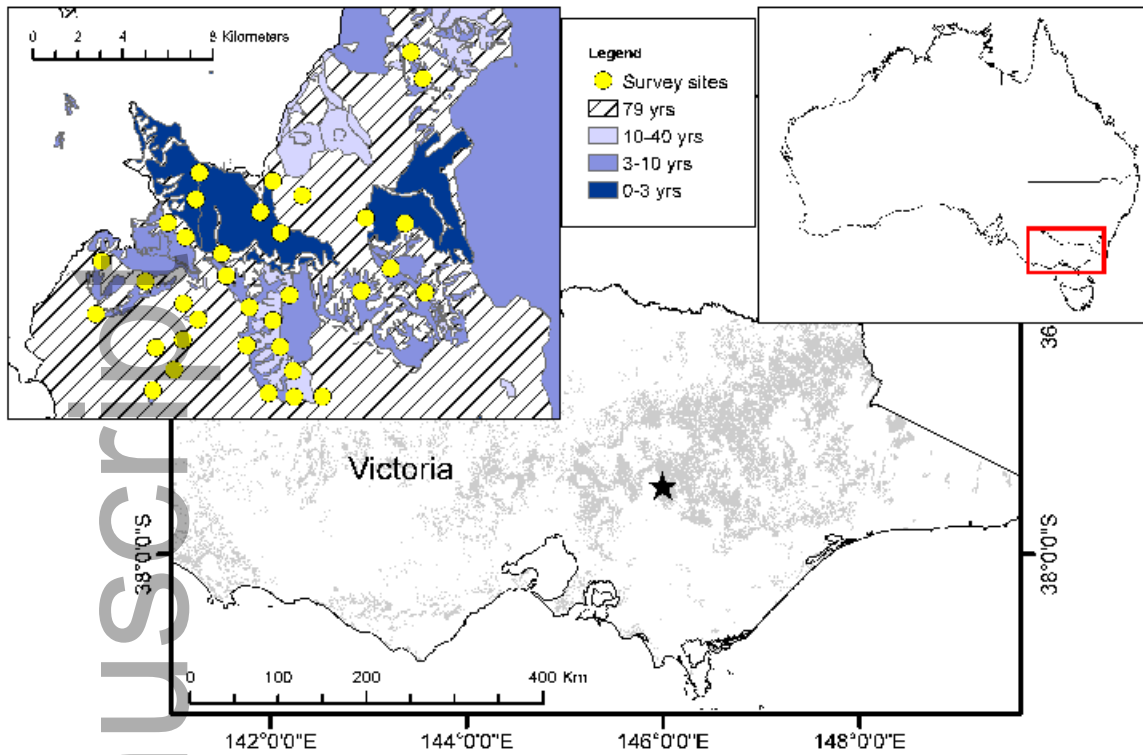 0 2 4 8 Kilometers
Legend
Survey sites
79 yrs
10-40 yrs
3-10 yrs
0-3 yrs
Victoria
36
38°0'0"S
38°0'0"S
0 100 200 400 Km
142°0'0"E 144°0'0"E 146°0'0"E 148°0'0"E
uscript